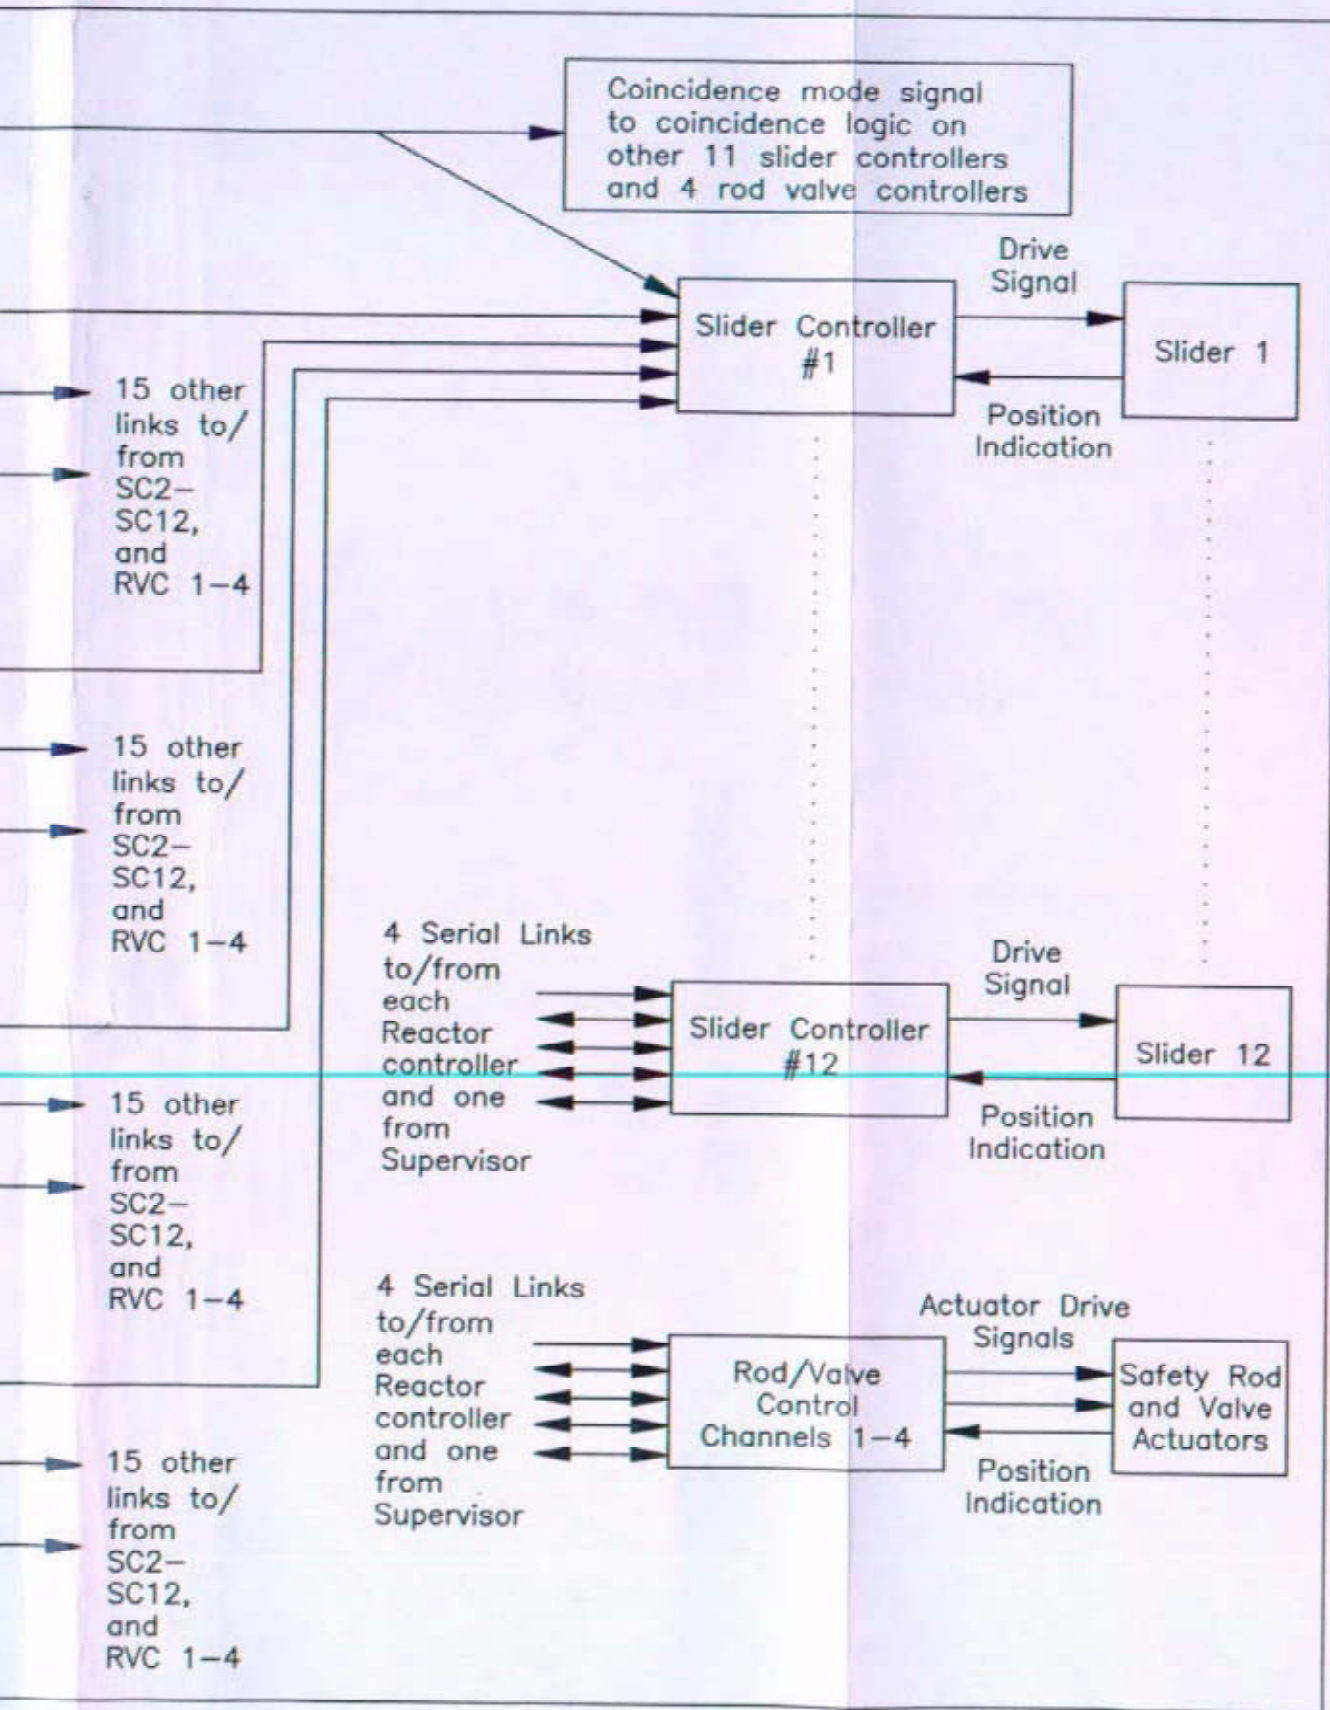 Coincidence mode signal
to coincidence logic on
other 11 slider controllers
and 4 rod valve controllers
Drive
Signal
Slider Controller
#1
Slider 1
Position
Indication
15 other
links to/
from
SC2-
SC12,
and
RVC 1-4
15 other
links to/
from
SC2-
SC12,
and
RVC 1-4
4 Serial Links
to/from
each
Reactor
controller
and one
from
Supervisor
Drive
Signal
Slider Controller
#12
Slider 12
Position
Indication
15 other
links to/
from
SC2-
SC12,
and
RVC 1-4
4 Serial Links
to/from
each
Reactor
controller
and one
from
Supervisor
Actuator Drive
Signals
Rod/Valve
Control
Channels 1-4
Safety Rod
and Valve
Actuators
Position
Indication
15 other
links to/
from
SC2-
SC12,
and
RVC 1-4